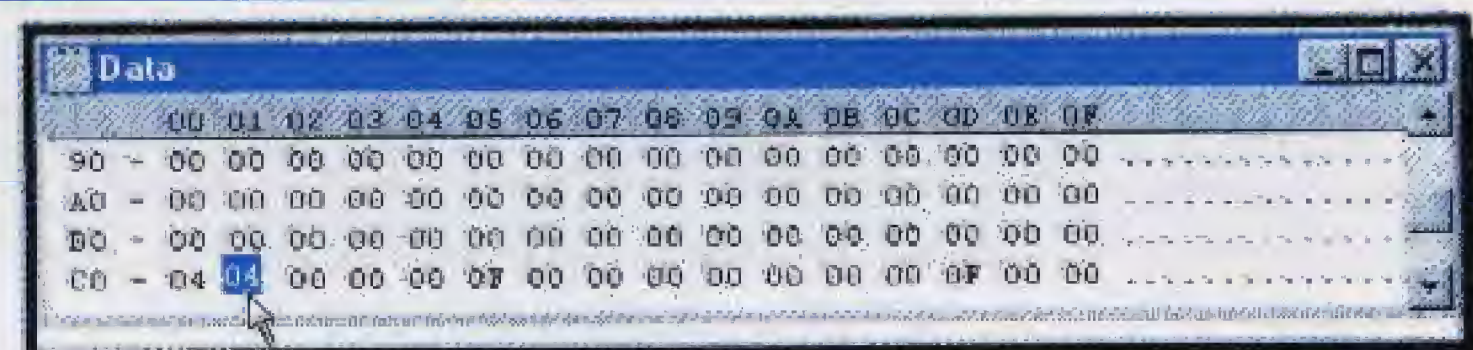 Data
00 01 02 03 04 05 06 07 08 09 0A 0B 0C 0D 0E 0F
90 - 00 00 00 00 00 00 00 00 00 00 00 00 00 00 00 00 ................
A0 - 00 00 00 00 00 00 00 00 00 00 00 00 00 00 00 00 ................
B0 - 00 00 00 00 00 00 00 00 00 00 00 00 00 00 00 00 ................
C0 - 04 04 00 00 00 0F 00 00 00 00 00 00 00 0F 00 00 ................